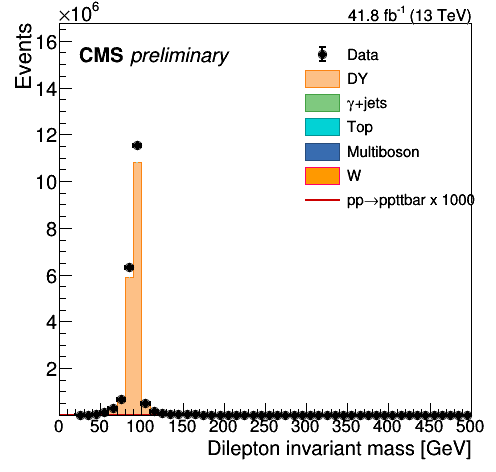 ×10⁶
41.8 fb⁻¹ (13 TeV)
Events
CMS preliminary
Data
DY
γ+jets
Top
Multiboson
W
pp→ppttbar x 1000
16
14
12
10
8
6
4
2
0 50 100 150 200 250 300 350 400 450 500
Dilepton invariant mass [GeV]